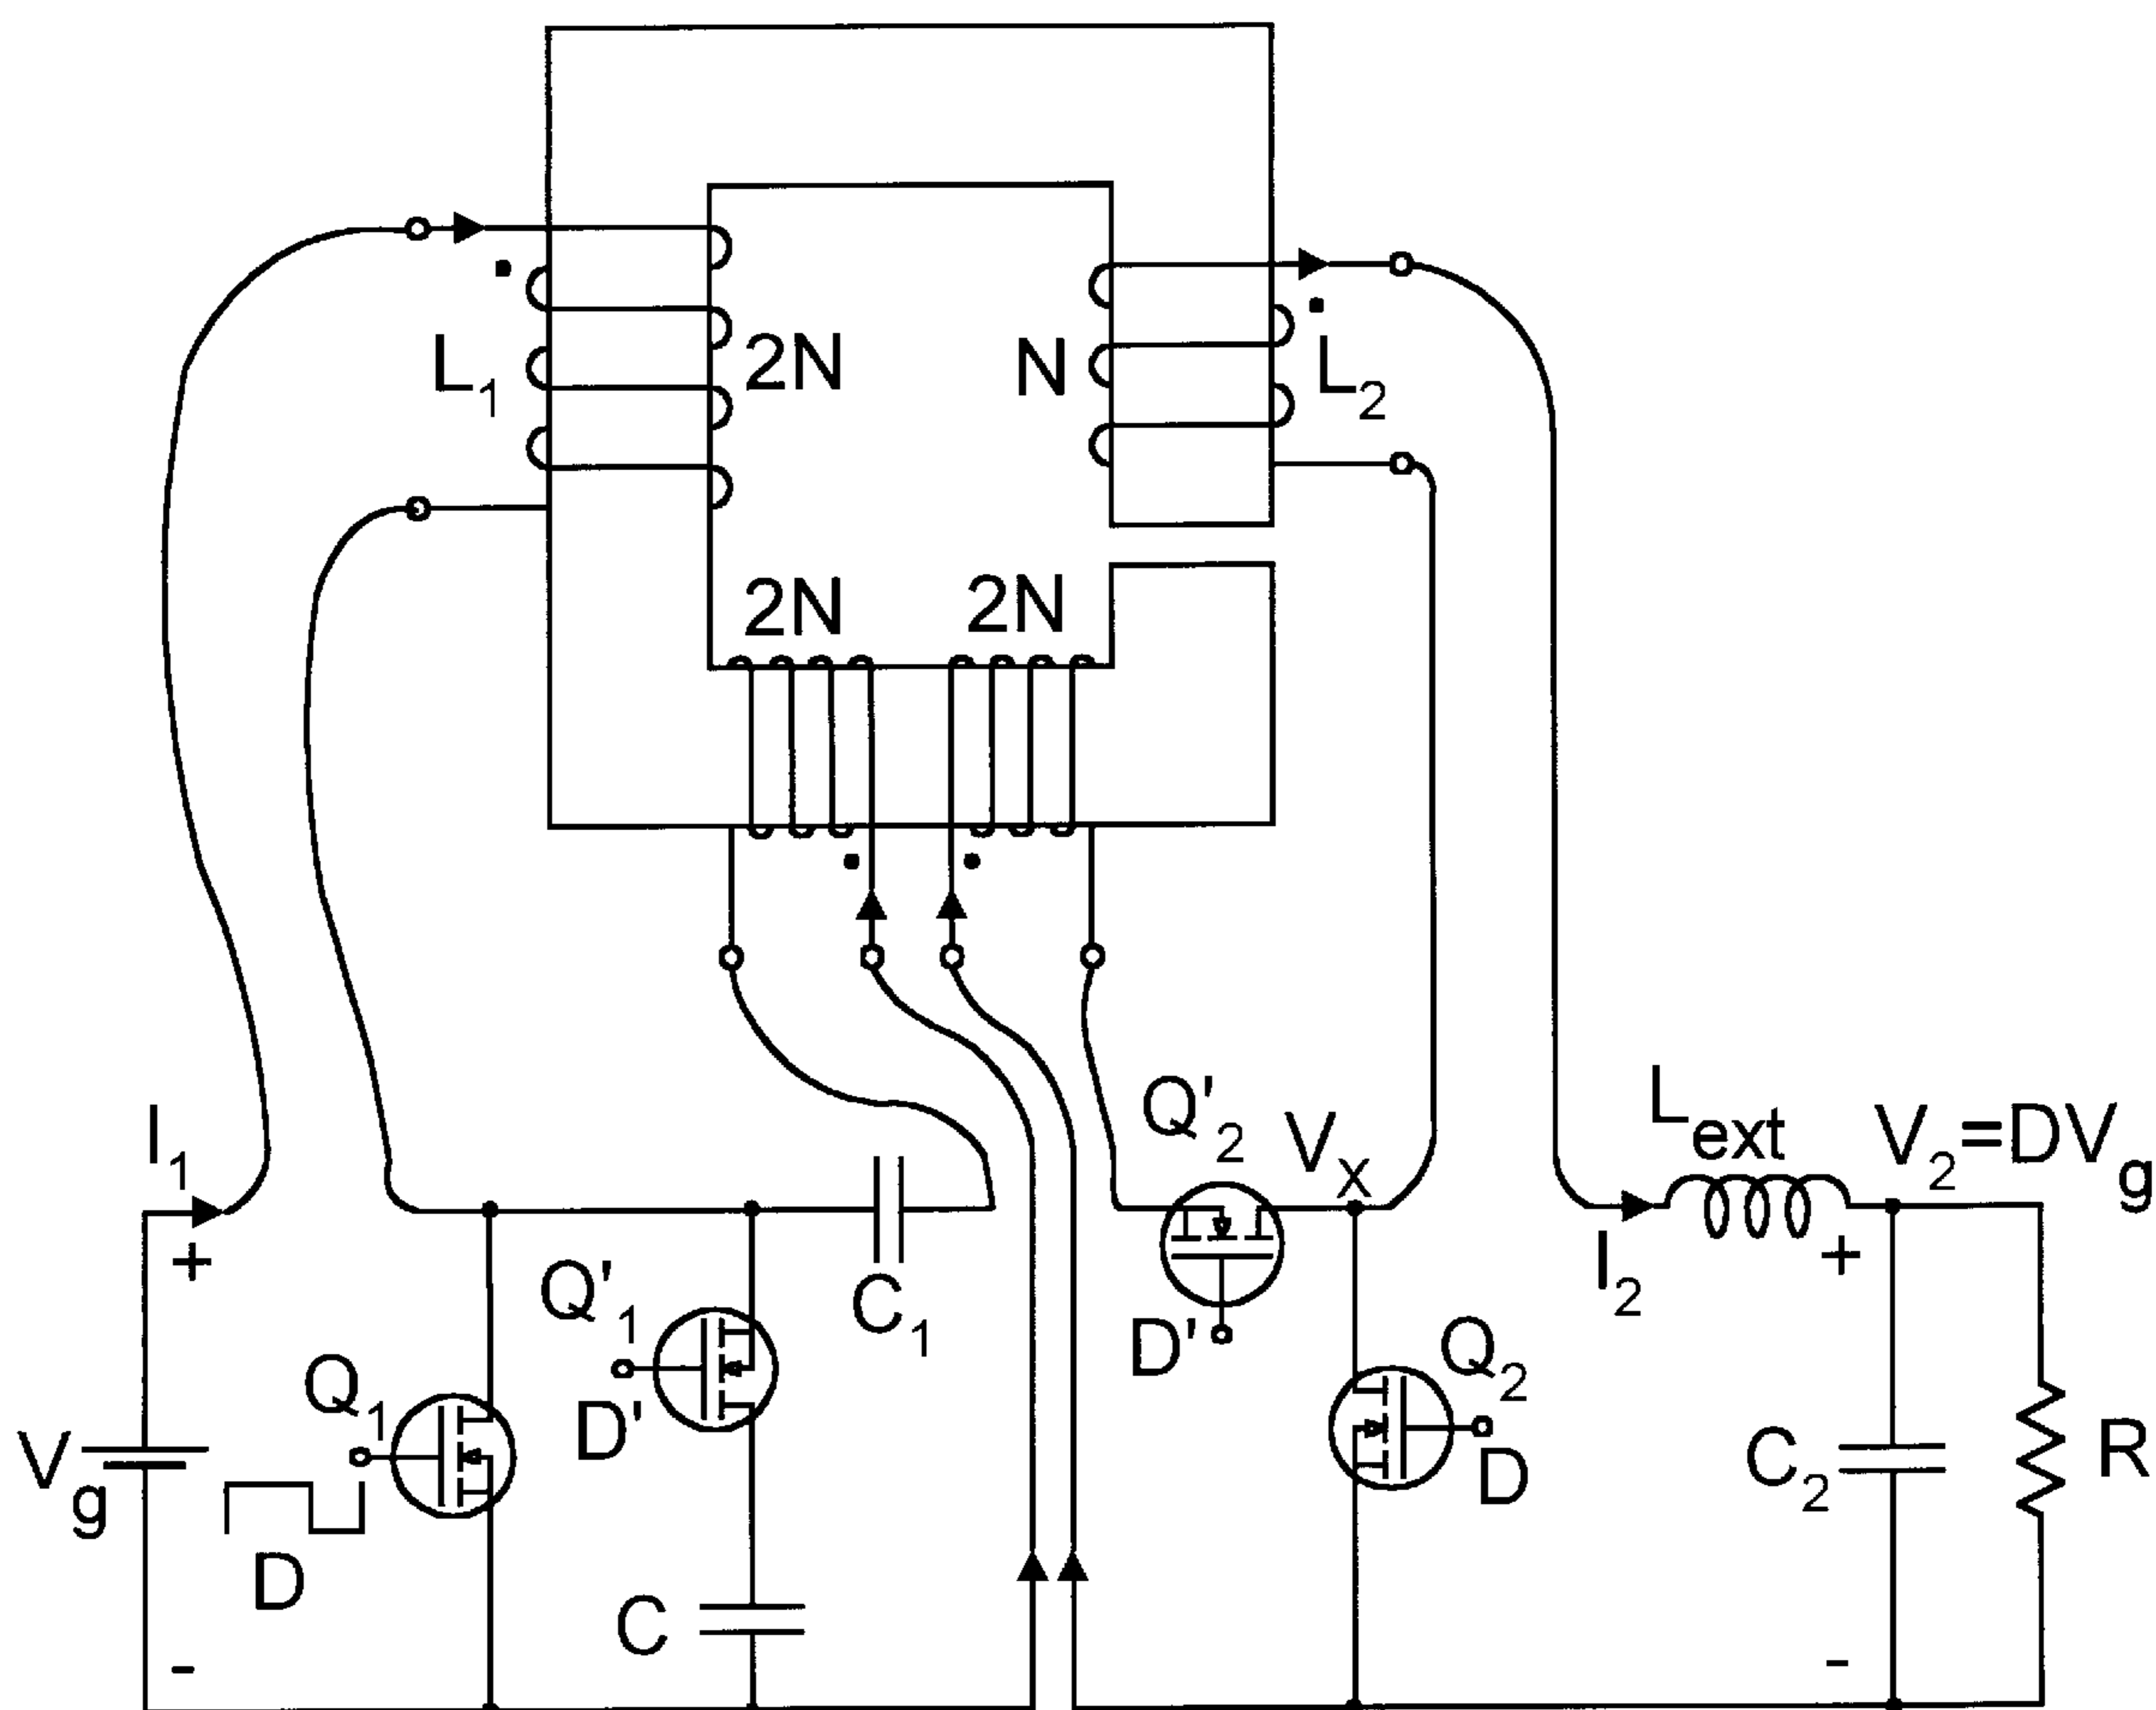 L1
2N
N
L2
2N
2N
I1
+
Q'2
VX
Lext
V2=DVg
I2
+
Q'1
C1
D'
Q2
Q1
D'
D
Vg
C2
R
D
C
-
-